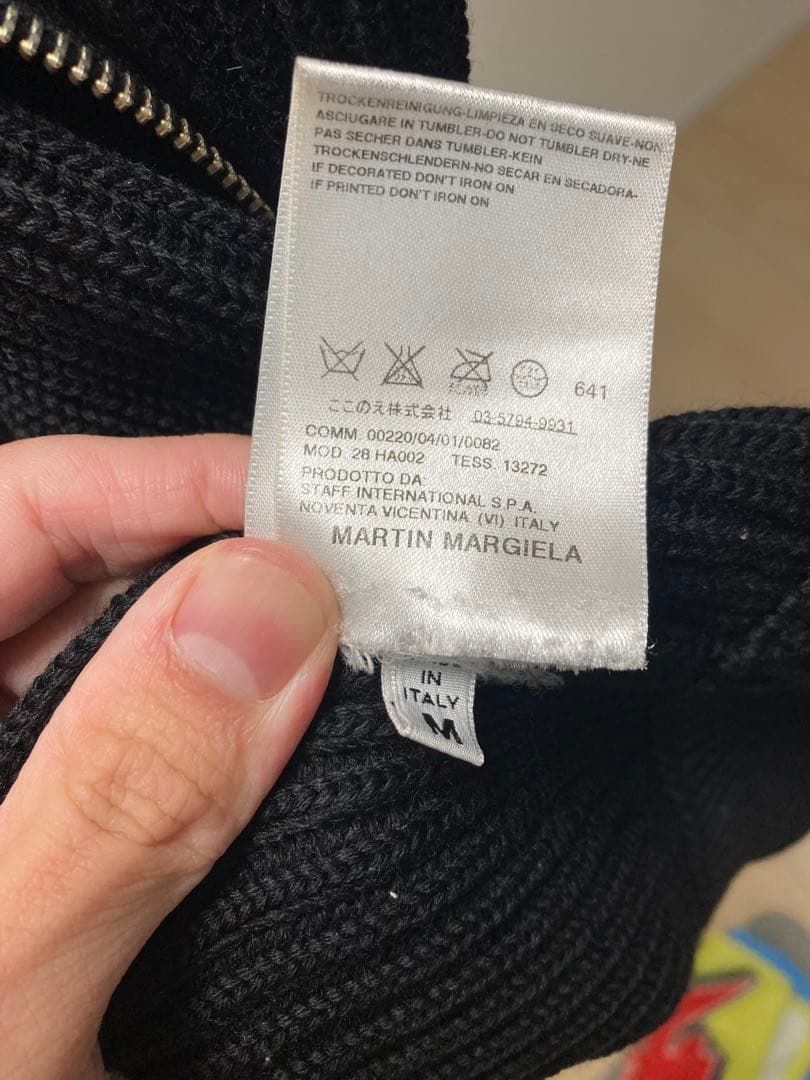 TROCKENREINIGUNG-LIMPIEZA EN SECO SUAVE-NON
ASCIUGARE IN TUMBLER-DO NOT TUMBLER DRY-NE
PAS SECHER DANS TUMBLER-KEIN
TROCKENSCHLENDERN-NO SECAR EN SECADORA-
IF DECORATED DON'T IRON ON
IF PRINTED DON'T IRON ON
641
ここのえ株式会社 03-5794-9931
COMM. 00220/04/01/0082
MOD. 28 HA002 TESS. 13272
PRODOTTO DA:
STAFF INTERNATIONAL S.P.A.
NOVENTA VICENTINA (VI) ITALY
MARTIN MARGIELA
IN
ITALY
M